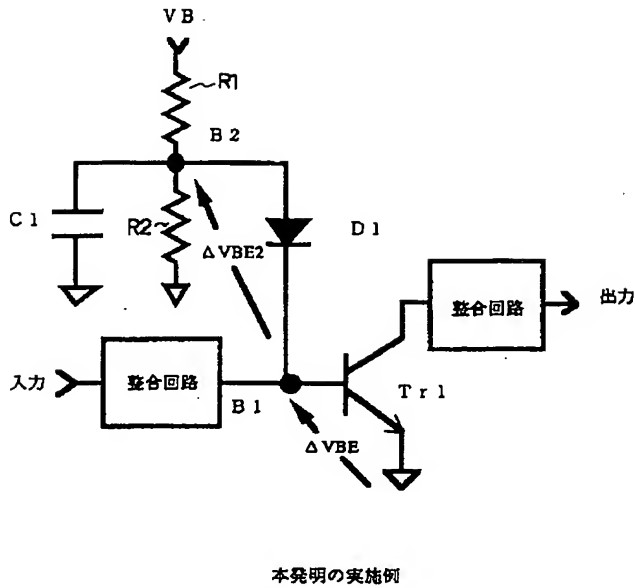 VB
R1
B2
C1
R2
ΔVBE2
D1
整合回路
出力
入力
整合回路
B1
Tr1
ΔVBE
本発明の実施例